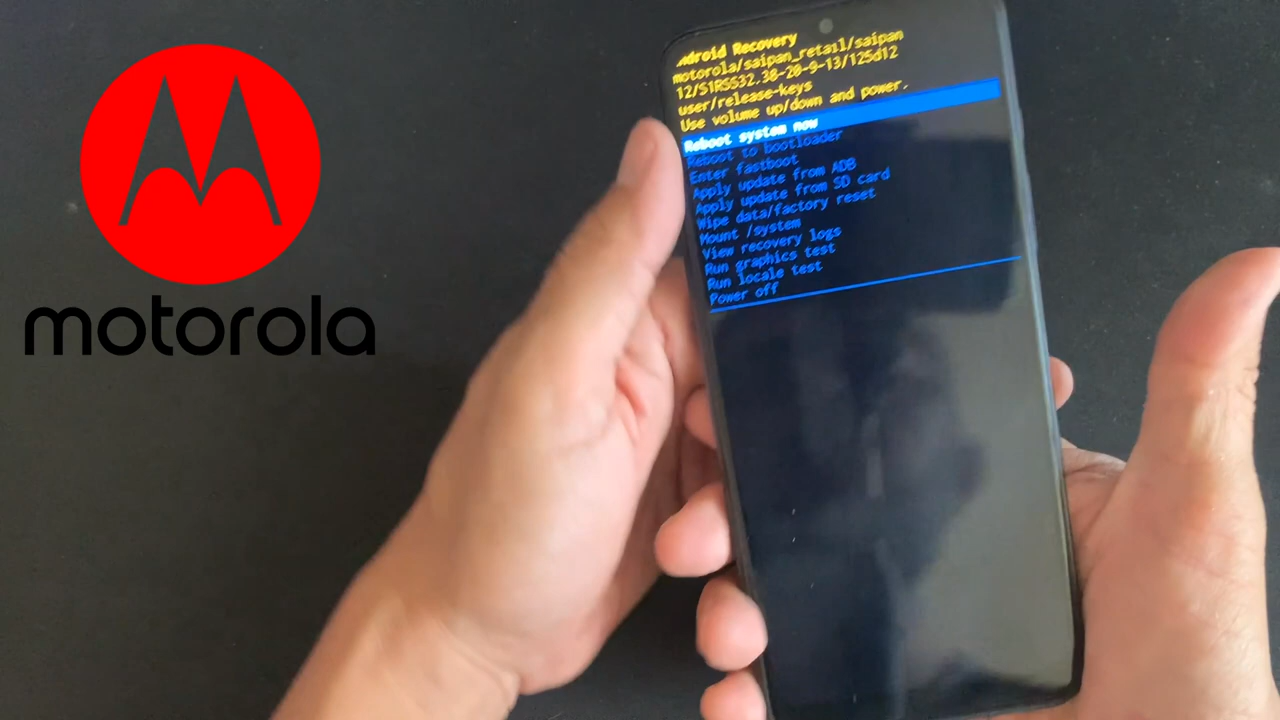 motorola
Android Recovery
motorola/saipan_retail/saipan
12/S1RSS32.38-20-9-13/125d12
user/release-keys
Use volume up/down and power.
Reboot system now
Reboot to bootloader
Enter fastboot
Apply update from ADB
Apply update from SD card
Wipe data/factory reset
Mount /system
View recovery logs
Run graphics test
Run locale test
Power off